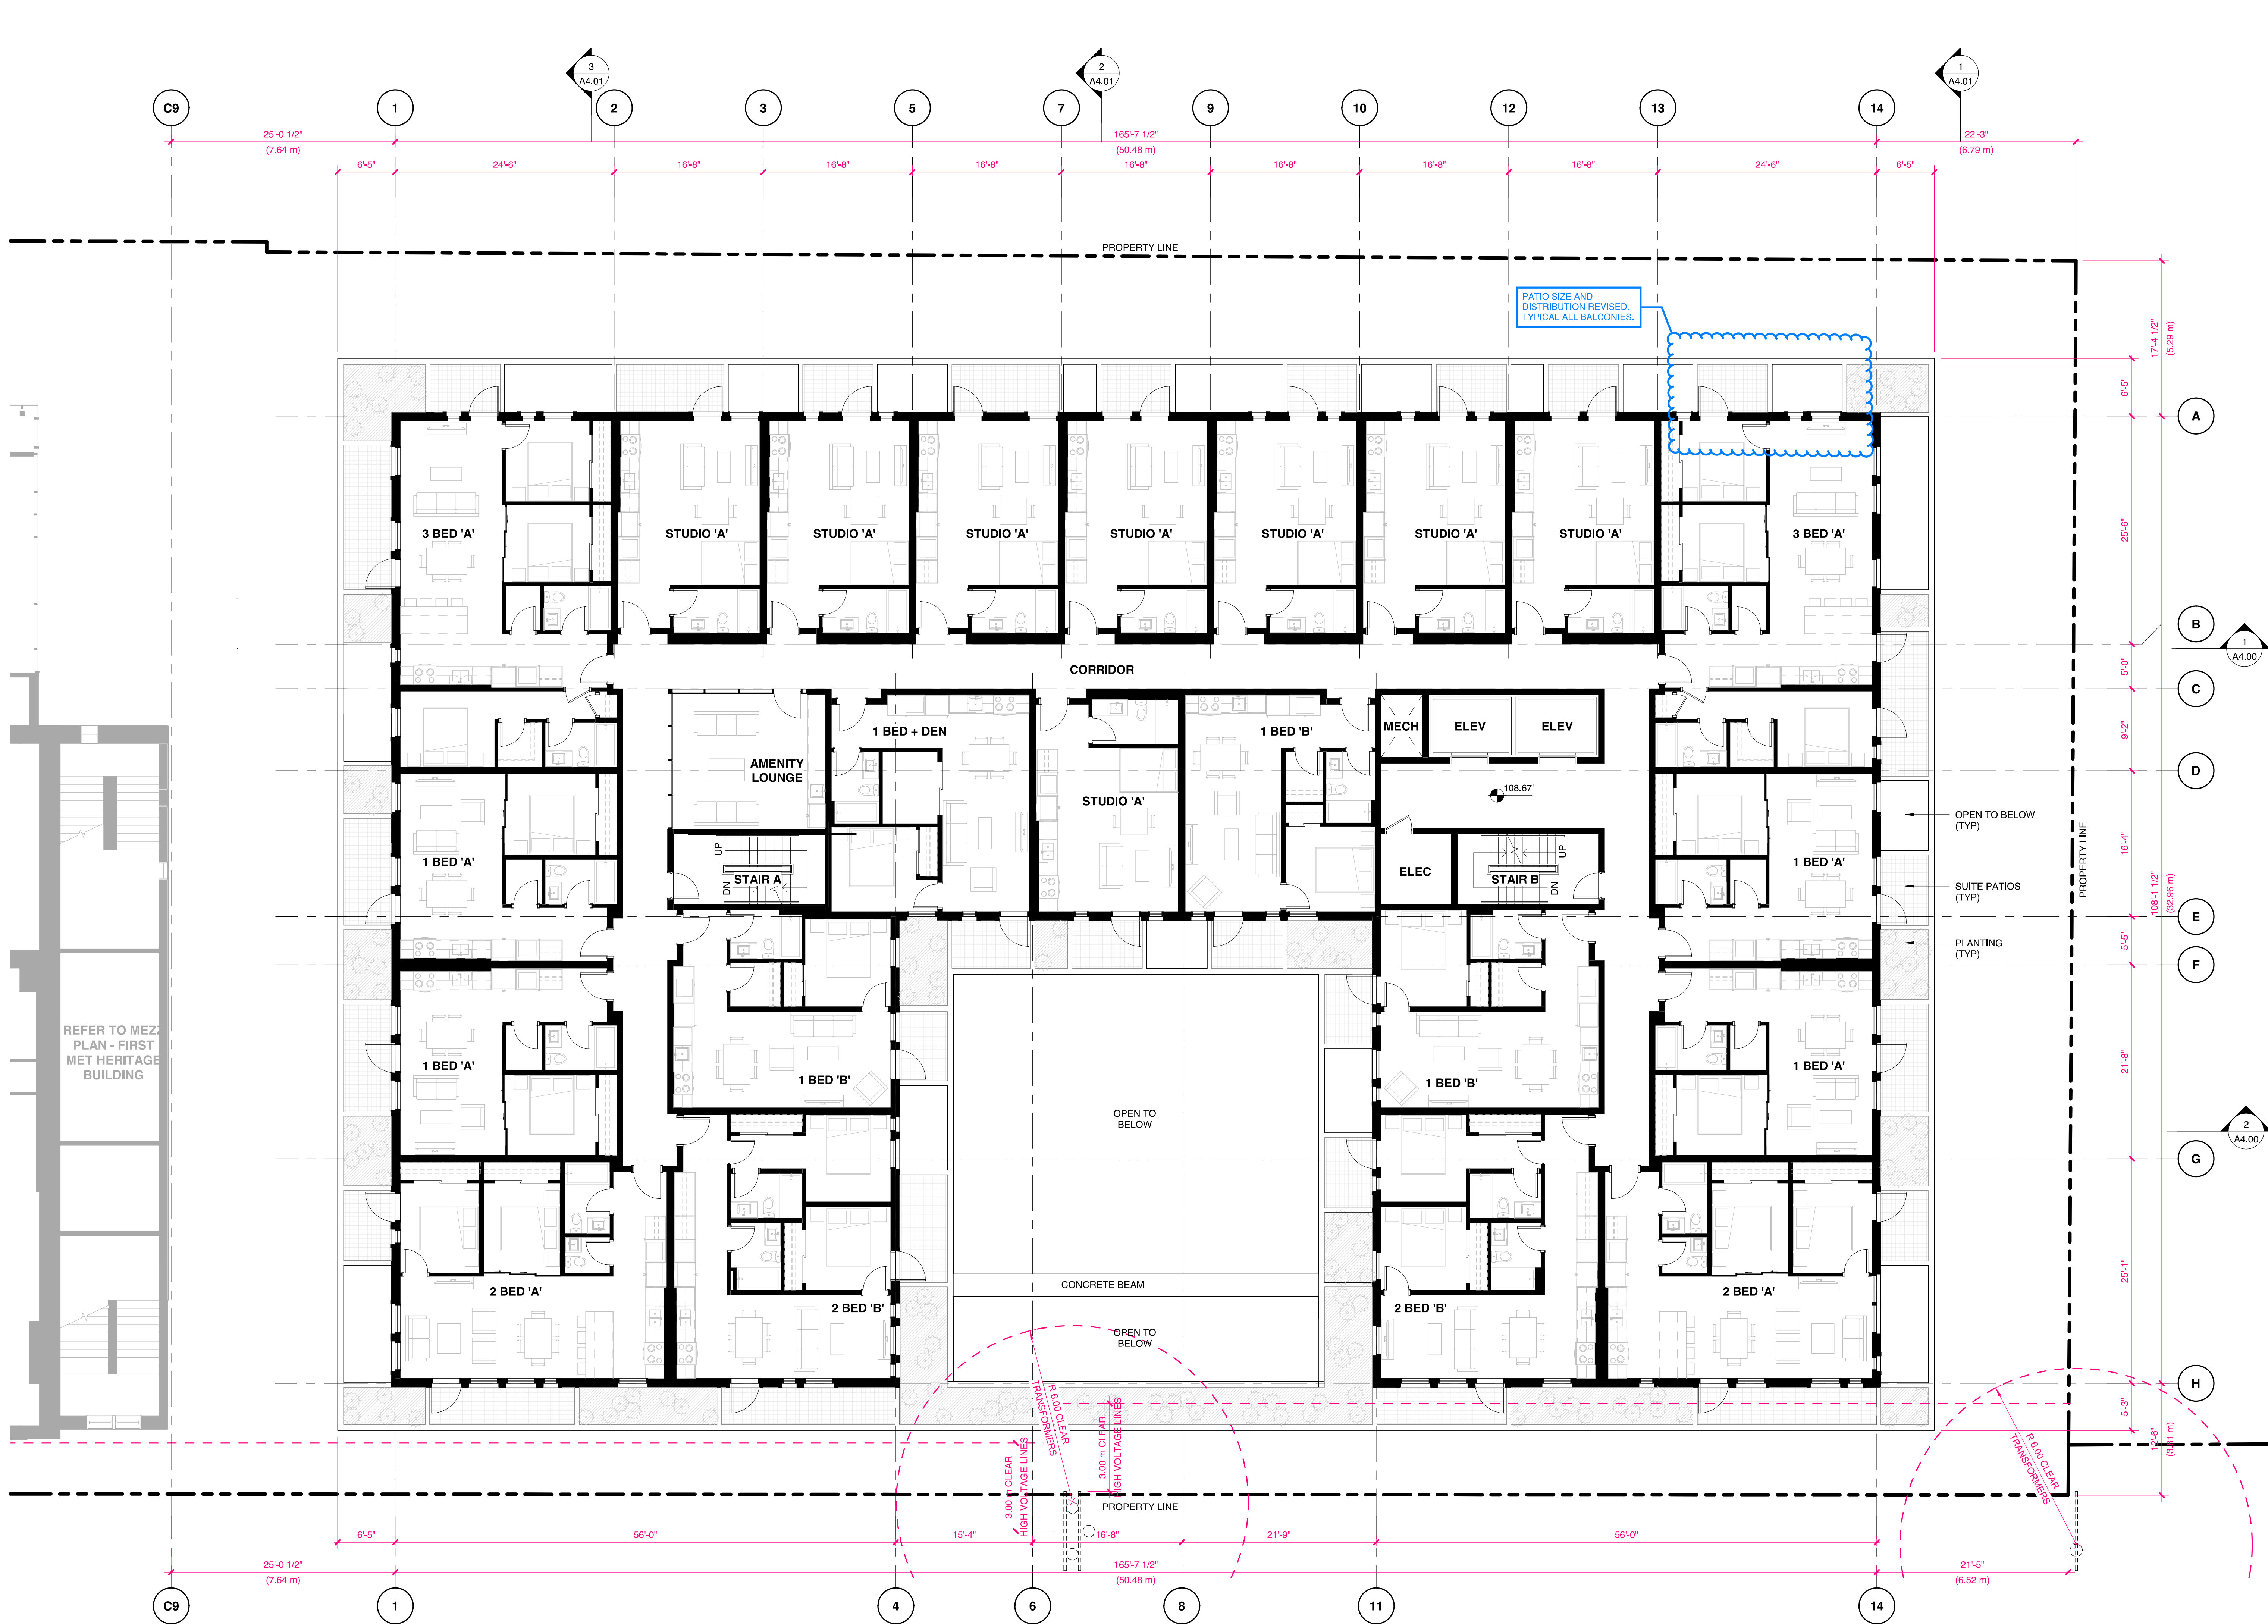 3
A4.01
2
A4.01
1
A4.01
C9
1
2
3
5
7
9
10
12
13
14
25'-0 1/2"
(7.64 m)
165'-7 1/2"
(50.48 m)
22'-3"
(6.79 m)
6'-5"
24'-6"
16'-8"
16'-8"
16'-8"
16'-8"
16'-8"
16'-8"
16'-8"
24'-6"
6'-5"
PROPERTY LINE
PATIO SIZE AND
DISTRIBUTION REVISED.
TYPICAL ALL BALCONIES.
17'-4 1/2"
(5.29 m)
6'-5"
A
25'-6"
3 BED 'A'
STUDIO 'A'
STUDIO 'A'
STUDIO 'A'
STUDIO 'A'
STUDIO 'A'
STUDIO 'A'
STUDIO 'A'
3 BED 'A'
B
1
A4.00
5'-0"
CORRIDOR
C
9'-2"
1 BED + DEN
1 BED 'B'
MECH
ELEV
ELEV
AMENITY
LOUNGE
D
STUDIO 'A'
108.67'
OPEN TO BELOW
(TYP)
PROPERTY LINE
16'-4"
1 BED 'A'
UP
DN
STAIR A
ELEC
UP
DN
STAIR B
1 BED 'A'
SUITE PATIOS
(TYP)
108'-1 1/2"
(32.96 m)
E
PLANTING
(TYP)
5'-5"
F
REFER TO MEZZ
PLAN - FIRST
MET HERITAGE
BUILDING
1 BED 'A'
1 BED 'B'
1 BED 'B'
1 BED 'A'
21'-8"
OPEN TO
BELOW
2
A4.00
G
25'-1"
CONCRETE BEAM
2 BED 'A'
2 BED 'B'
2 BED 'B'
2 BED 'A'
OPEN TO
BELOW
H
5'-3"
12'-6"
(3.81 m)
R 6.00 CLEAR
TRANSFORMERS
3.00 m CLEAR
HIGH VOLTAGE LINES
3.00 m CLEAR
HIGH VOLTAGE LINES
R 6.00 CLEAR
TRANSFORMERS
PROPERTY LINE
6'-5"
56'-0"
15'-4"
16'-8"
21'-9"
56'-0"
25'-0 1/2"
(7.64 m)
165'-7 1/2"
(50.48 m)
21'-5"
(6.52 m)
C9
1
4
6
8
11
14